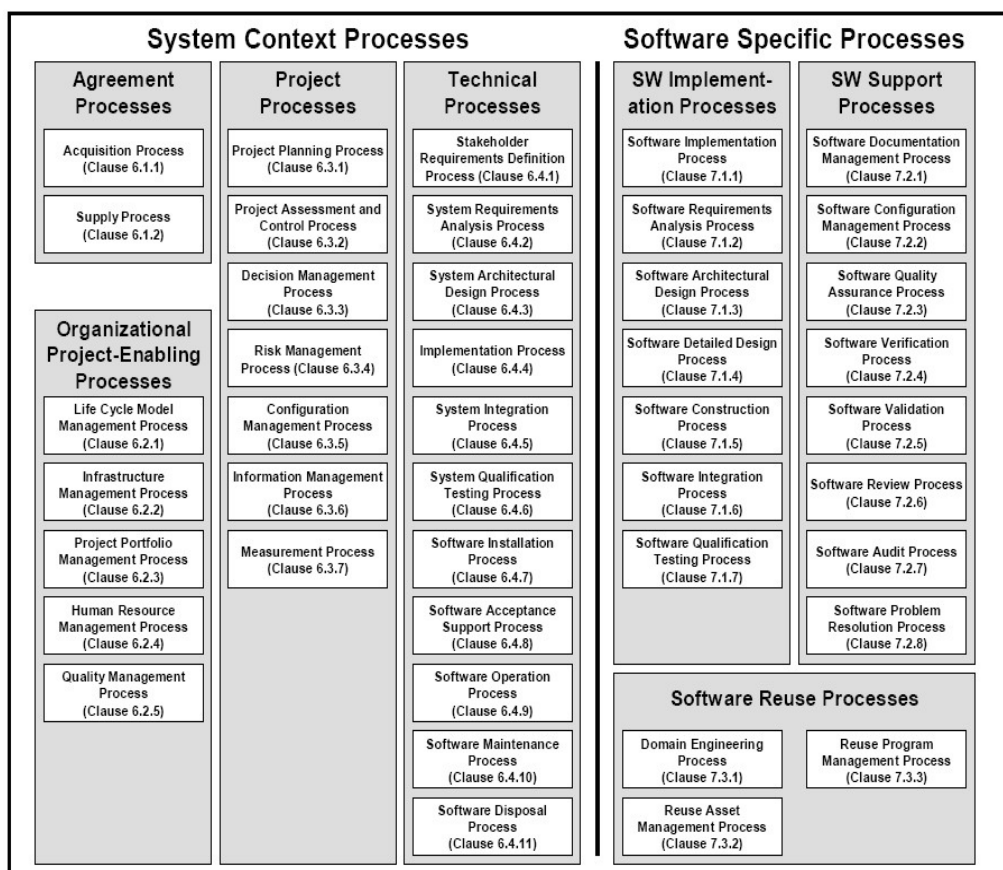 System Context Processes
Agreement
Processes
Acquisition Process
(Clause 6.1.1)
Supply Process
(Clause 6.1.2)
Organizational
Project-Enabling
Processes
Life Cycle Model
Management Process
(Clause 6.2.1)
Infrastructure
Management Process
(Clause 6.2.2)
Project Portfolio
Management Process
(Clause 6.2.3)
Human Resource
Management Process
(Clause 6.2.4)
Quality Management
Process
(Clause 6.2.5)
Project
Processes
Project Planning Process
(Clause 6.3.1)
Project Assessment and
Control Process
(Clause 6.3.2)
Decision Management
Process
(Clause 6.3.3)
Risk Management
Process (Clause 6.3.4)
Configuration
Management Process
(Clause 6.3.5)
Information Management
Process
(Clause 6.3.6)
Measurement Process
(Clause 6.3.7)
Technical
Processes
Stakeholder
Requirements Definition
Process (Clause 6.4.1)
System Requirements
Analysis Process
(Clause 6.4.2)
System Architectural
Design Process
(Clause 6.4.3)
Implementation Process
(Clause 6.4.4)
System Integration
Process
(Clause 6.4.5)
System Qualification
Testing Process
(Clause 6.4.6)
Software Installation
Process
(Clause 6.4.7)
Software Acceptance
Support Process
(Clause 6.4.8)
Software Operation
Process
(Clause 6.4.9)
Software Maintenance
Process
(Clause 6.4.10)
Software Disposal
Process
(Clause 6.4.11)
Software Specific Processes
SW Implement-
ation Processes
Software Implementation
Process
(Clause 7.1.1)
Software Requirements
Analysis Process
(Clause 7.1.2)
Software Architectural
Design Process
(Clause 7.1.3)
Software Detailed Design
Process
(Clause 7.1.4)
Software Construction
Process
(Clause 7.1.5)
Software Integration
Process
(Clause 7.1.6)
Software Qualification
Testing Process
(Clause 7.1.7)
SW Support
Processes
Software Documentation
Management Process
(Clause 7.2.1)
Software Configuration
Management Process
(Clause 7.2.2)
Software Quality
Assurance Process
(Clause 7.2.3)
Software Verification
Process
(Clause 7.2.4)
Software Validation
Process
(Clause 7.2.5)
Software Review Process
(Clause 7.2.6)
Software Audit Process
(Clause 7.2.7)
Software Problem
Resolution Process
(Clause 7.2.8)
Software Reuse Processes
Domain Engineering
Process
(Clause 7.3.1)
Reuse Asset
Management Process
(Clause 7.3.2)
Reuse Program
Management Process
(Clause 7.3.3)